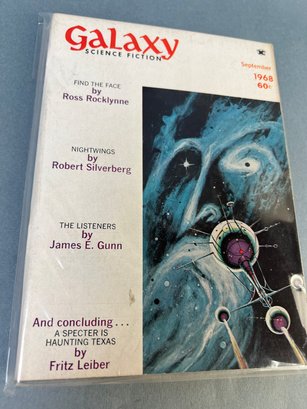 Galaxy
SCIENCE FICTION
September
1968
60¢
FIND THE FACE
by
Ross Rocklynne
NIGHTWINGS
by
Robert Silverberg
THE LISTENERS
by
James E. Gunn
And concluding...
A SPECTER IS
HAUNTING TEXAS
by
Fritz Leiber